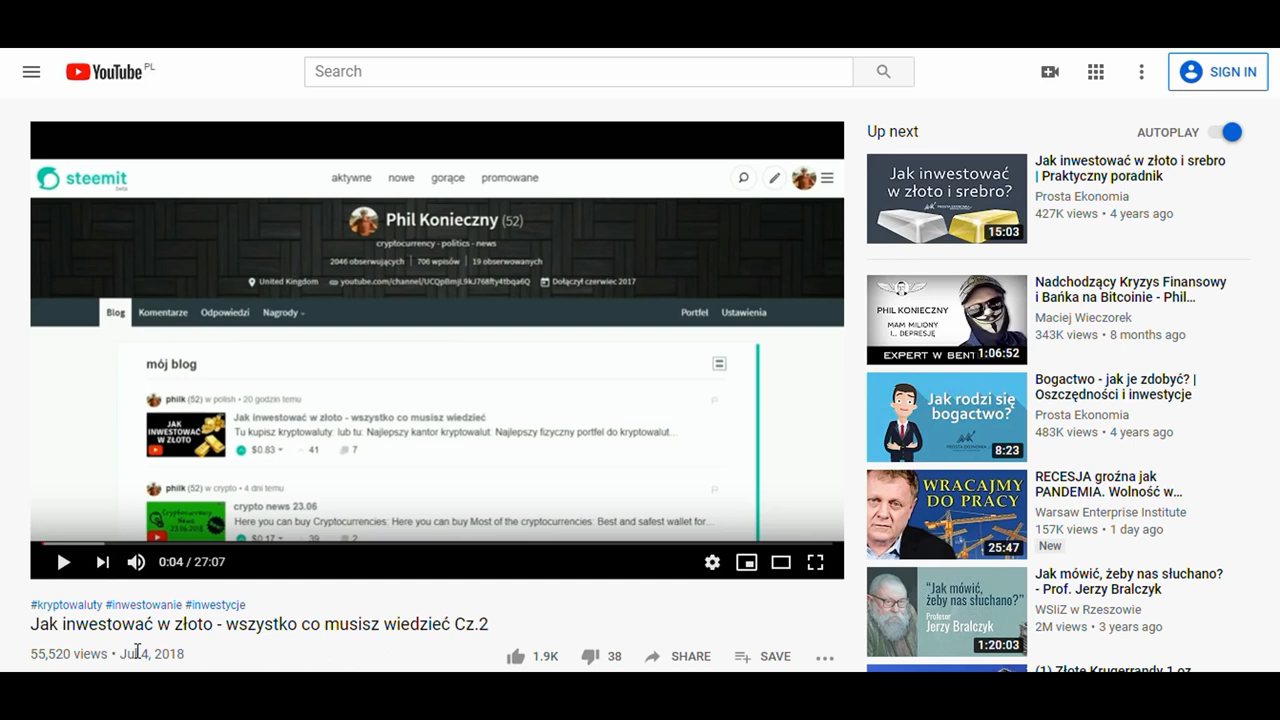 YouTube PL
Search
SIGN IN
steemit
beta
aktywne nowe gorące promowane
Phil Konieczny (52)
cryptocurrency - politics - news
2046 obserwujących | 706 wpisów | 19 obserwowanych
United Kingdom
Dołączył czerwiec 2017
Blog Komentarze Odpowiedzi Nagrody Portfel Ustawienia
mój blog
philk (52) w polish • 20 godzin temu
Jak inwestować w złoto - wszystko co musisz wiedzieć
Tu kupisz kryptowaluty: lub tu: Najlepszy kantor kryptowalut: Najlepszy fizyczny portfel do kryptowalut...
JAK
INWESTOWAĆ
W ZŁOTO
$0.83 41 7
philk (52) w crypto • 4 dni temu
crypto news 23.06
Here you can buy Cryptocurrencies: Here you can buy Most of the cryptocurrencies: Best and safest wallet for...
$0.17 39 2
0:04 / 27:07
#kryptowaluty #inwestowanie #inwestycje
Jak inwestować w złoto - wszystko co musisz wiedzieć Cz.2
55,520 views • Jul 4, 2018
1.9K 38 SHARE SAVE
Up next AUTOPLAY
Jak inwestować
w złoto i srebro?
15:03
Jak inwestować w złoto i srebro
| Praktyczny poradnik
Prosta Ekonomia
427K views • 4 years ago
PHIL KONIECZNY
MAM MILIONY
I... DEPRESJĘ
EXPERT W BENT
1:06:52
Nadchodzący Kryzys Finansowy
i Bańka na Bitcoinie - Phil...
Maciej Wieczorek
343K views • 8 months ago
Jak rodzi się
bogactwo?
8:23
Bogactwo - jak je zdobyć? |
Oszczędności i inwestycje
Prosta Ekonomia
483K views • 4 years ago
WRACAJMY
DO PRACY
25:47
RECESJA groźna jak
PANDEMIA. Wolność w...
Warsaw Enterprise Institute
157K views • 1 day ago
New
"Jak mówić,
żeby nas słuchano?"
Profesor
Jerzy Bralczyk
1:20:03
Jak mówić, żeby nas słuchano?
- Prof. Jerzy Bralczyk
WSIiZ w Rzeszowie
2M views • 3 years ago
(1) Złote Krugerrandy 1 oz